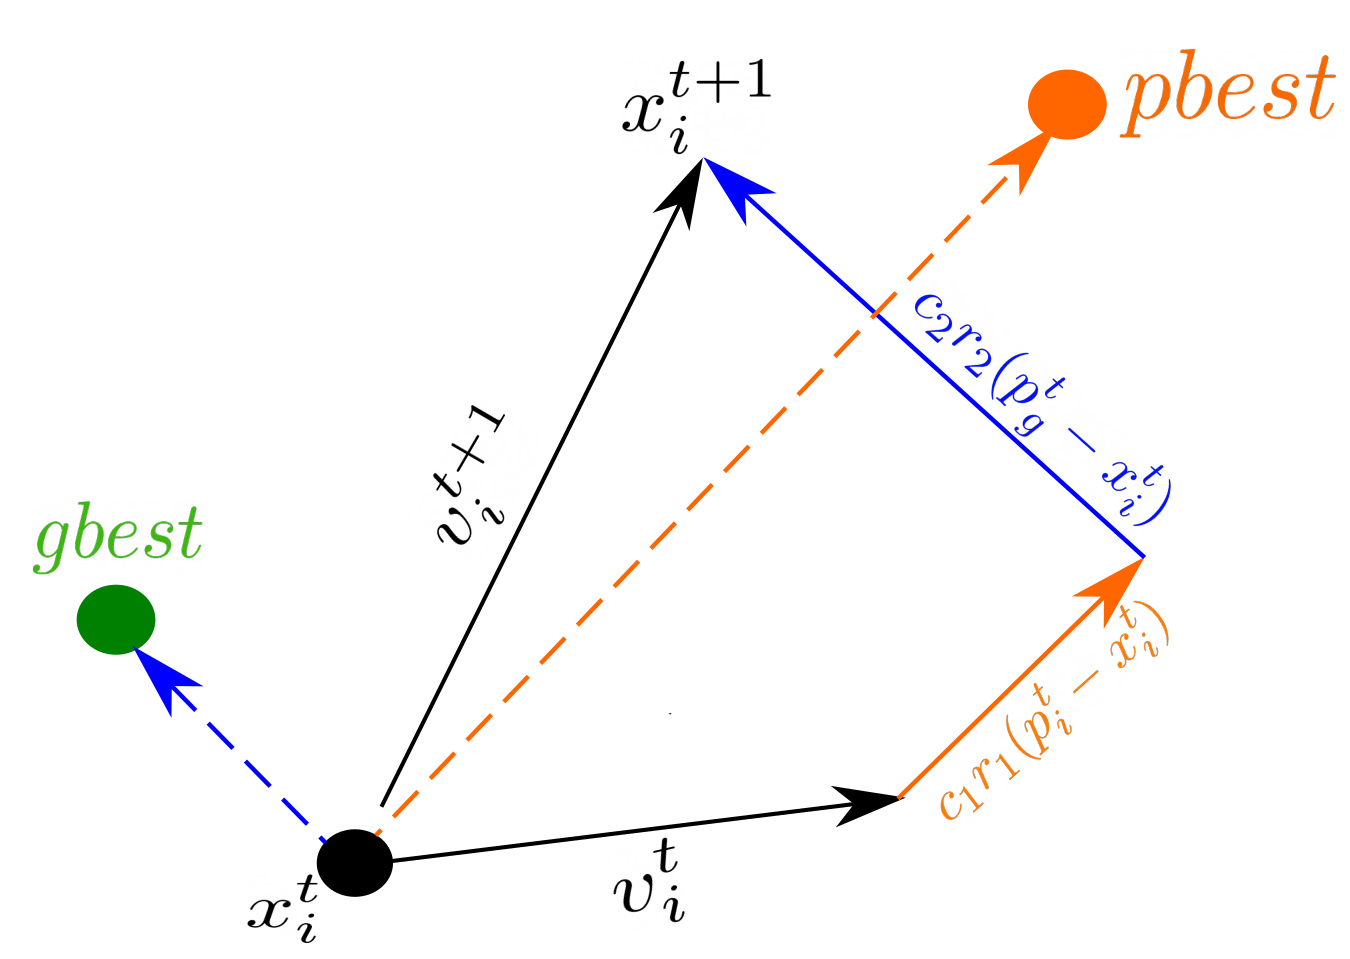 x_i^{t+1}
pbest
c_2r_2(p_g^t − x_i^t)
v_i^{t+1}
gbest
c_1r_1(p_i^t − x_i^t)
v_i^t
x_i^t